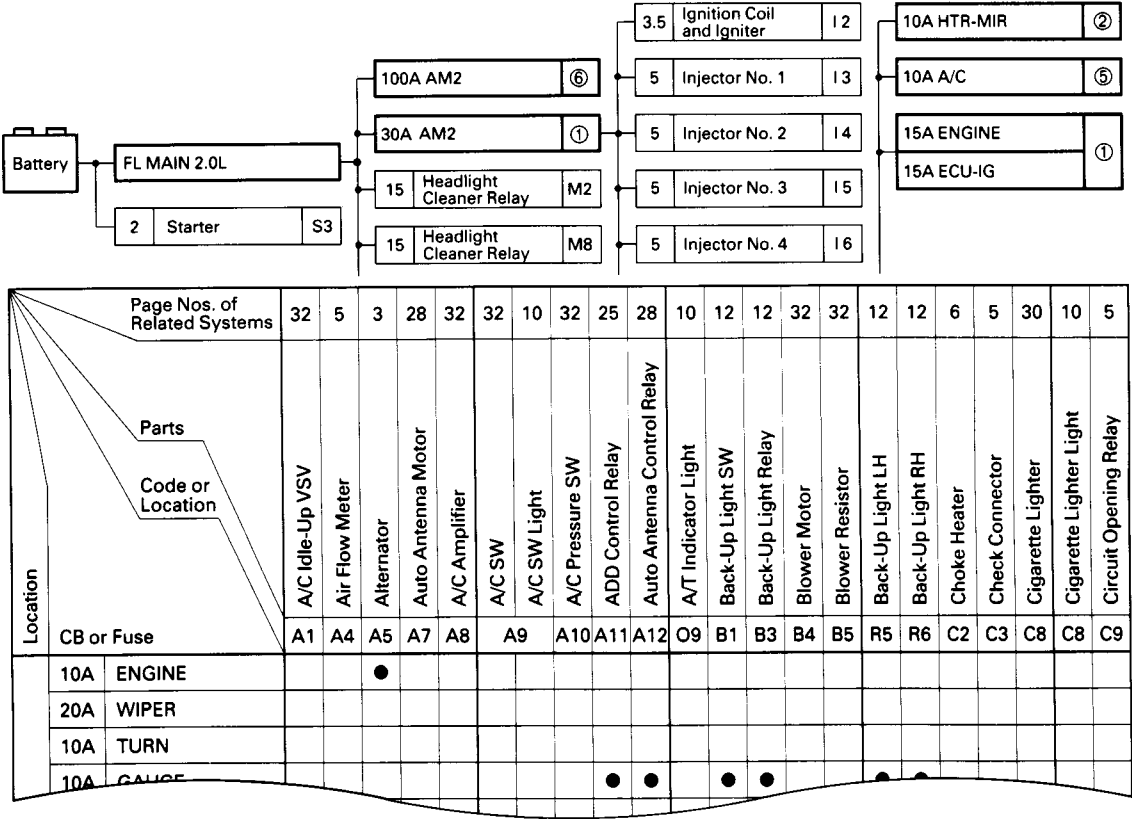 Battery
FL MAIN 2.0L
2 Starter S3
100A AM2 ⑥
30A AM2 ①
15 Headlight
Cleaner Relay M2
15 Headlight
Cleaner Relay M8
3.5 Ignition Coil
and Igniter I 2
5 Injector No. 1 I 3
5 Injector No. 2 I 4
5 Injector No. 3 I 5
5 Injector No. 4 I 6
10A HTR-MIR ②
10A A/C ⑤
15A ENGINE ①
15A ECU-IG
Page Nos. of
Related Systems
32 5 3 28 32 32 10 32 25 28 10 12 12 32 32 12 12 6 5 30 10 5
Parts
Code or
Location
A/C Idle-Up VSV
Air Flow Meter
Alternator
Auto Antenna Motor
A/C Amplifier
A/C SW
A/C SW Light
A/C Pressure SW
ADD Control Relay
Auto Antenna Control Relay
A/T Indicator Light
Back-Up Light SW
Back-Up Light Relay
Blower Motor
Blower Resistor
Back-Up Light LH
Back-Up Light RH
Choke Heater
Check Connector
Cigarette Lighter
Cigarette Lighter Light
Circuit Opening Relay
Location
CB or Fuse
A1 A4 A5 A7 A8 A9 A10 A11 A12 O9 B1 B3 B4 B5 R5 R6 C2 C3 C8 C8 C9
10A ENGINE
20A WIPER
10A TURN
10A GAUGE